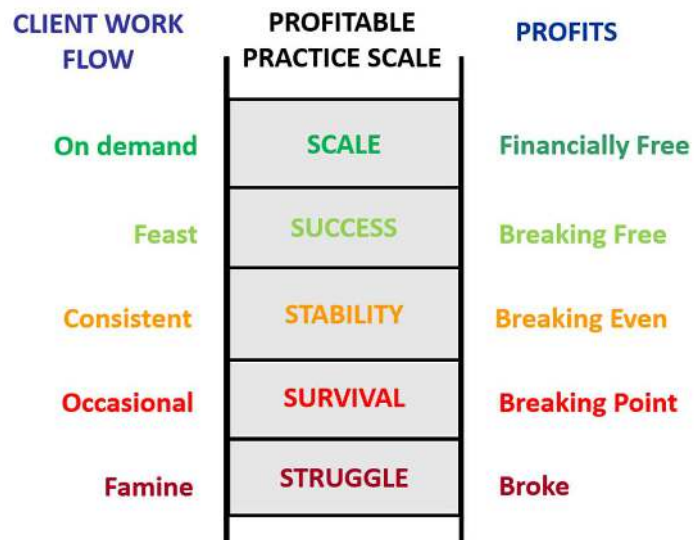 CLIENT WORK
FLOW
PROFITABLE
PRACTICE SCALE
PROFITS
On demand
SCALE
Financially Free
Feast
SUCCESS
Breaking Free
Consistent
STABILITY
Breaking Even
Occasional
SURVIVAL
Breaking Point
Famine
STRUGGLE
Broke